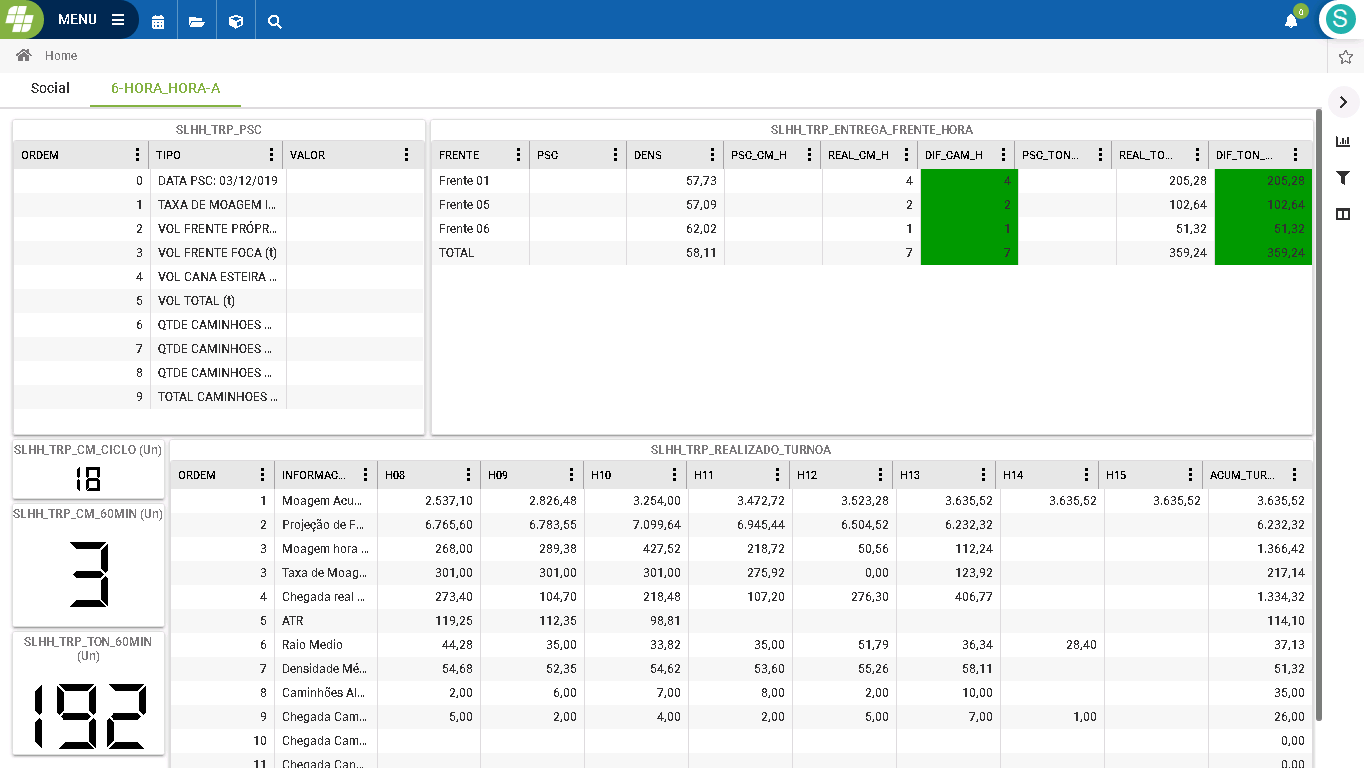 MENU
0
S
Home
Social 6-HORA_HORA-A
SLHH_TRP_PSC
ORDEM TIPO VALOR
0 DATA PSC: 03/12/019
1 TAXA DE MOAGEM I...
2 VOL FRENTE PRÓPR...
3 VOL FRENTE FOCA (t)
4 VOL CANA ESTEIRA ...
5 VOL TOTAL (t)
6 QTDE CAMINHOES ...
7 QTDE CAMINHOES ...
8 QTDE CAMINHOES ...
9 TOTAL CAMINHOES ...
SLHH_TRP_ENTREGA_FRENTE_HORA
FRENTE PSC DENS PSC_CM_H REAL_CM_H DIF_CAM_H PSC_TON... REAL_TO... DIF_TON_...
Frente 01 57,73 4 4 205,28 205,28
Frente 05 57,09 2 2 102,64 102,64
Frente 06 62,02 1 1 51,32 51,32
TOTAL 58,11 7 7 359,24 359,24
SLHH_TRP_CM_CICLO (Un)
18
SLHH_TRP_CM_60MIN (Un)
3
SLHH_TRP_TON_60MIN
(Un)
192
SLHH_TRP_REALIZADO_TURNOA
ORDEM INFORMAC... H08 H09 H10 H11 H12 H13 H14 H15 ACUM_TUR...
1 Moagem Acu... 2.537,10 2.826,48 3.254,00 3.472,72 3.523,28 3.635,52 3.635,52 3.635,52 3.635,52
2 Projeção de F... 6.765,60 6.783,55 7.099,64 6.945,44 6.504,52 6.232,32 6.232,32
3 Moagem hora ... 268,00 289,38 427,52 218,72 50,56 112,24 1.366,42
3 Taxa de Moag... 301,00 301,00 301,00 275,92 0,00 123,92 217,14
4 Chegada real ... 273,40 104,70 218,48 107,20 276,30 406,77 1.334,32
5 ATR 119,25 112,35 98,81 114,10
6 Raio Medio 44,28 35,00 33,82 35,00 51,79 36,34 28,40 37,13
7 Densidade Mé... 54,68 52,35 54,62 53,60 55,26 58,11 51,32
8 Caminhões Al... 2,00 6,00 7,00 8,00 2,00 10,00 35,00
9 Chegada Cam... 5,00 2,00 4,00 2,00 5,00 7,00 1,00 26,00
10 Chegada Cam... 0,00
11 Chegada Can... 0,00